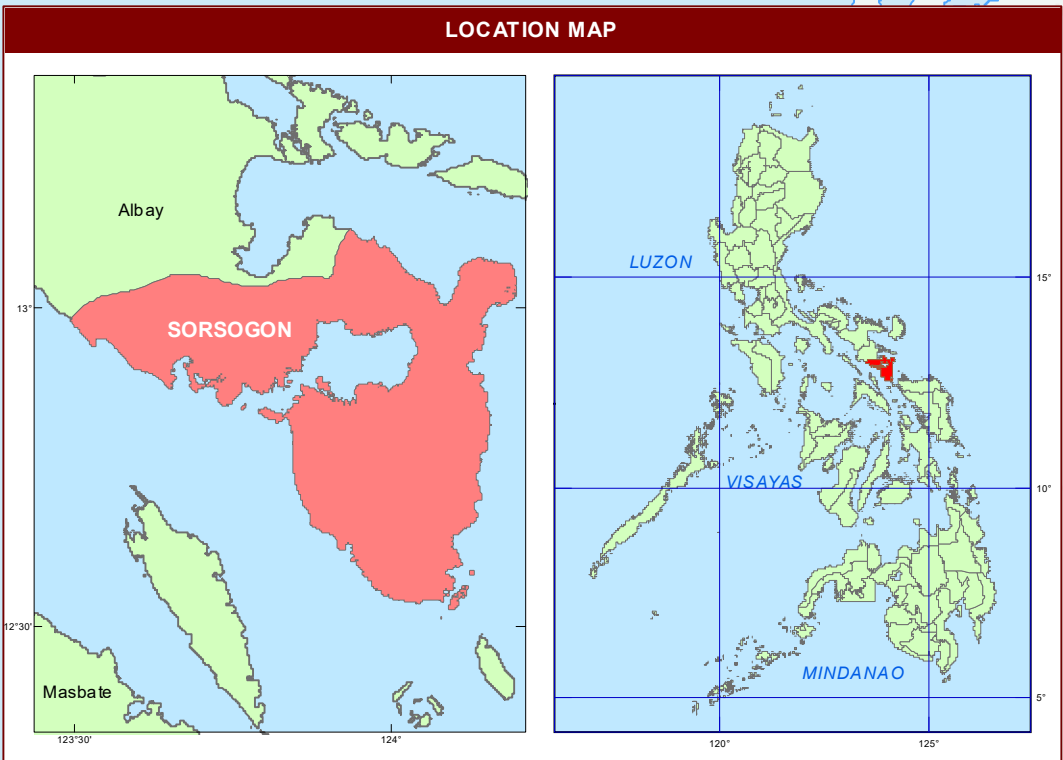 LOCATION MAP
Albay
13°
SORSOGON
12°30'
Masbate
123°30'
124°
LUZON
15°
VISAYAS
10°
MINDANAO
5°
120°
125°